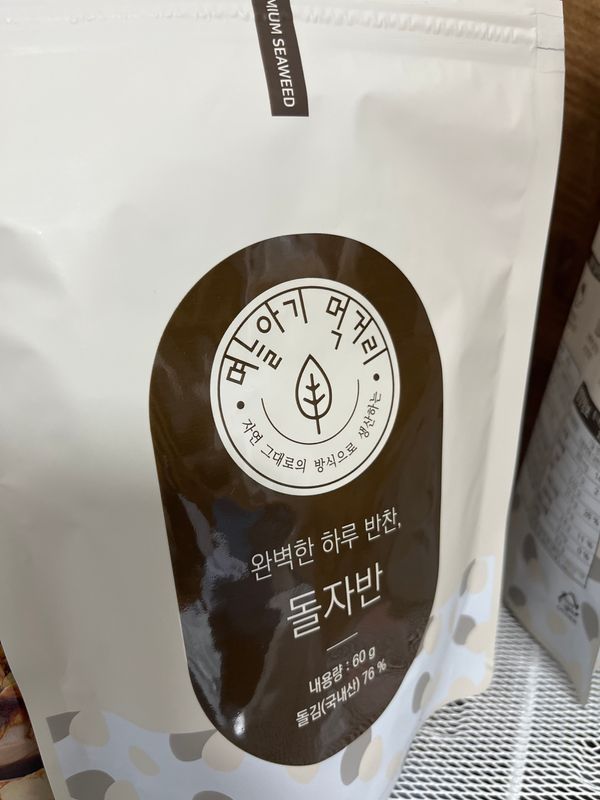 MIUM SEAWEED
며느리아기 먹거리
자연 그대로의 방식으로 생산하는
완벽한 하루 반찬,
돌자반
내용량 : 60 g
돌김(국내산) 76 %